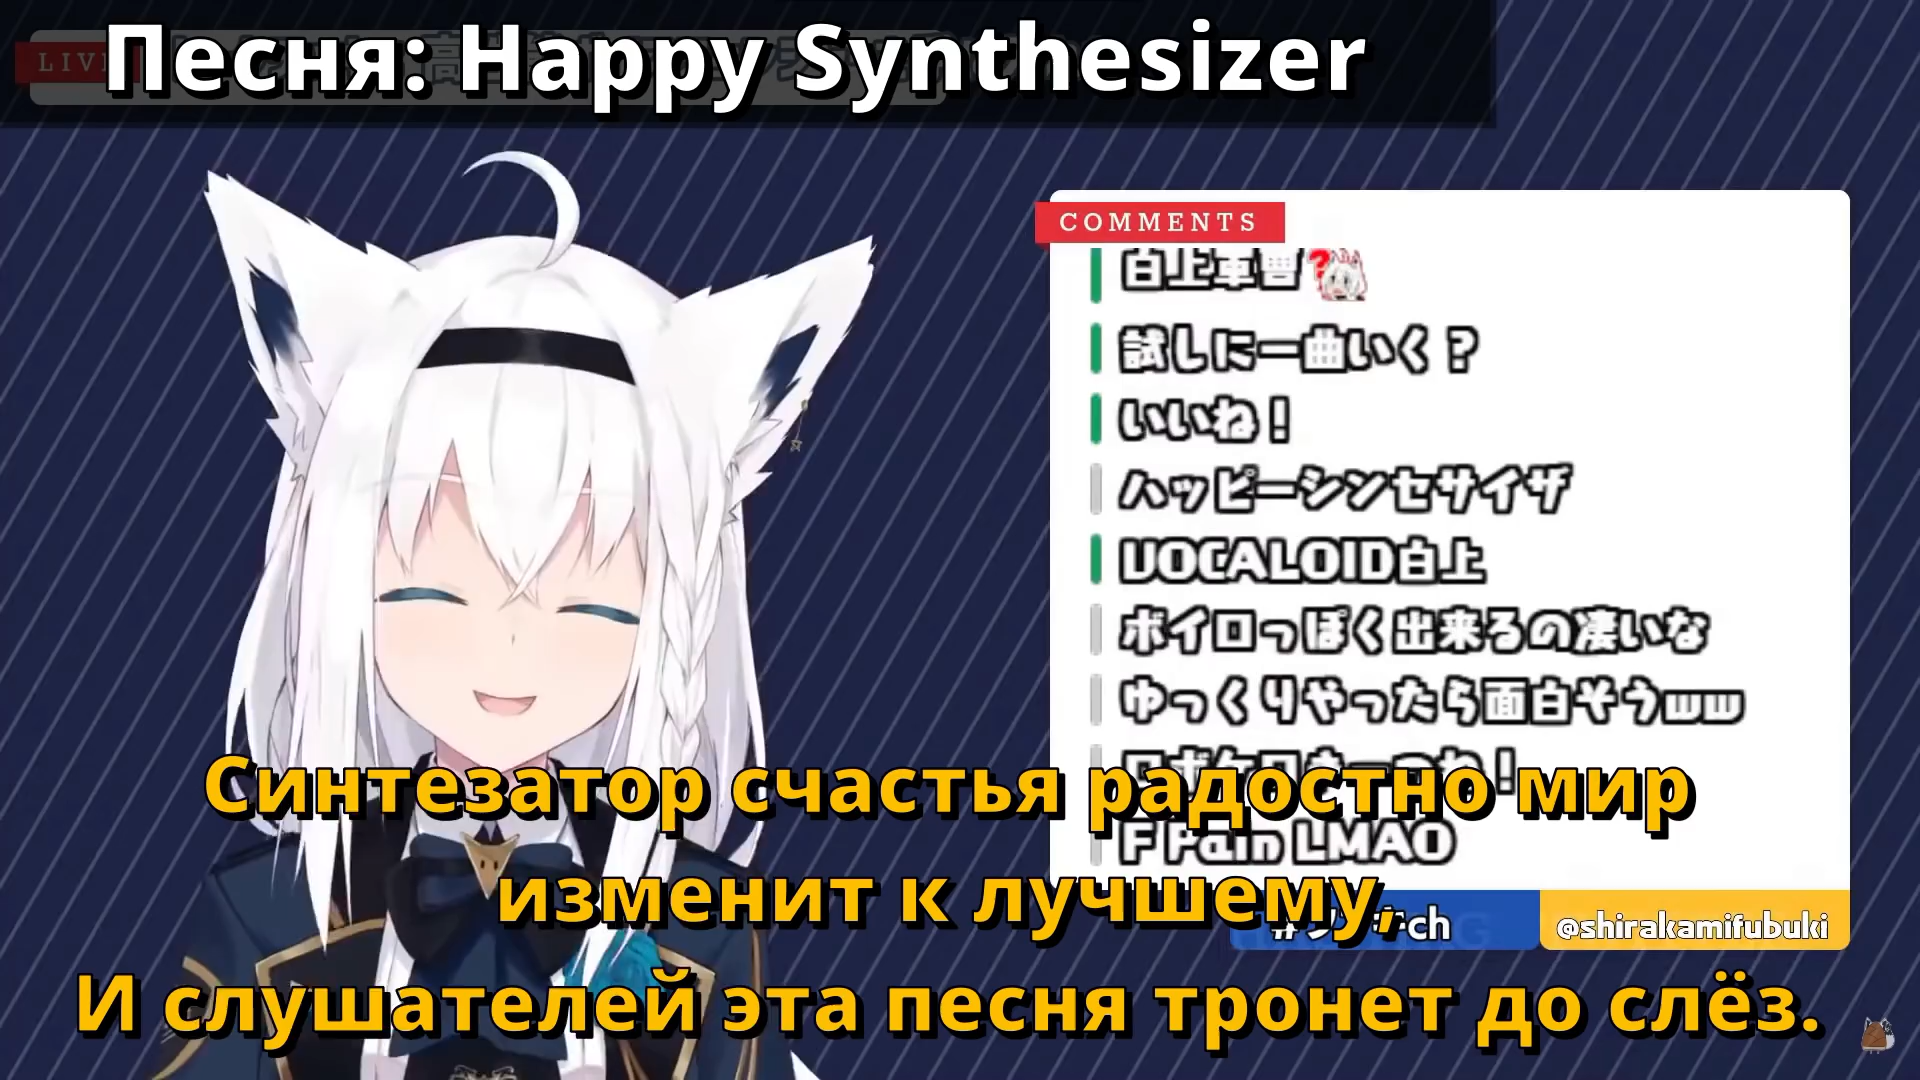 Песня: Happy Synthesizer
COMMENTS
白上軍曹
試しに一曲いく？
いいね！
ハッピーシンセサイザ
VOCALOID白上
ボイロっぽく出来るの凄いな
ゆっくりやったら面白そうww
F Pain LMAO
@shirakamifubuki
Синтезатор счастья радостно мир
изменит к лучшему,
И слушателей эта песня тронет до слёз.